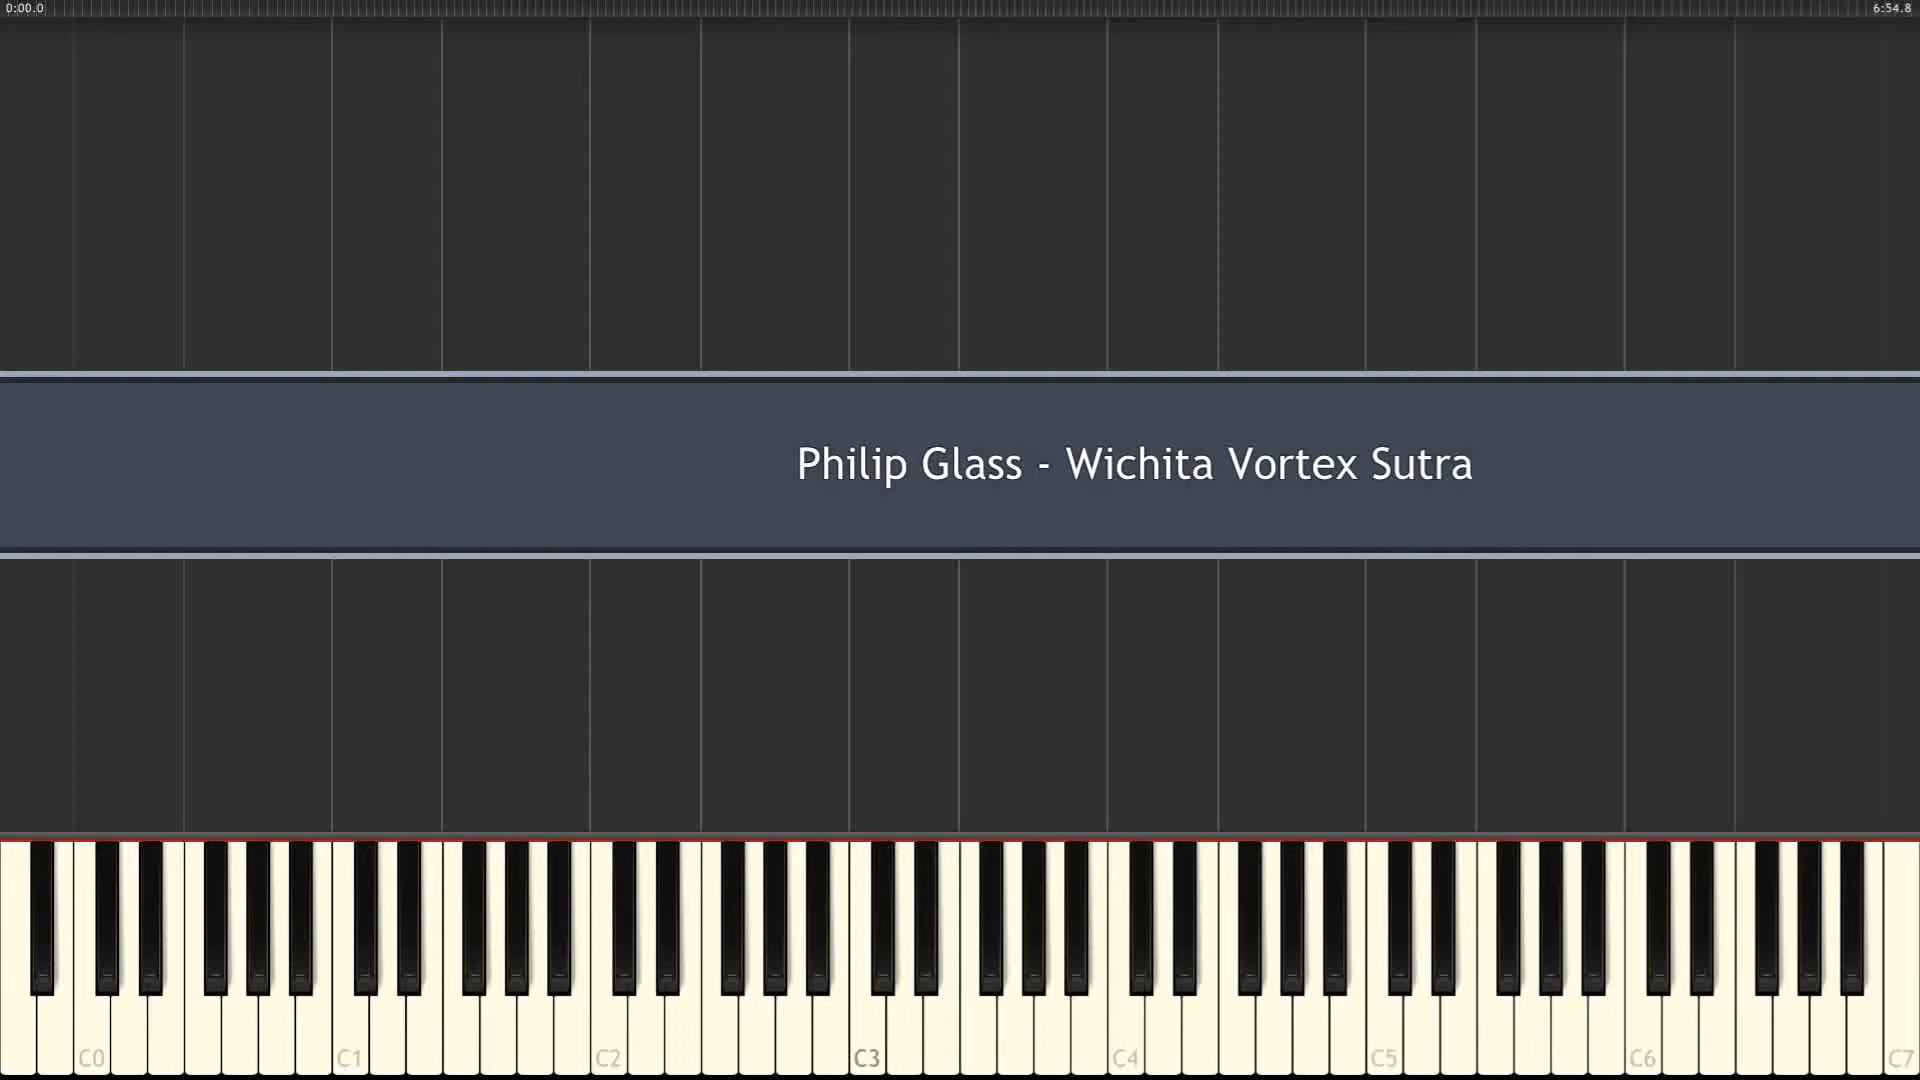 0:00.0 6:54.8
Philip Glass - Wichita Vortex Sutra
C0 C1 C2 C3 C4 C5 C6 C7